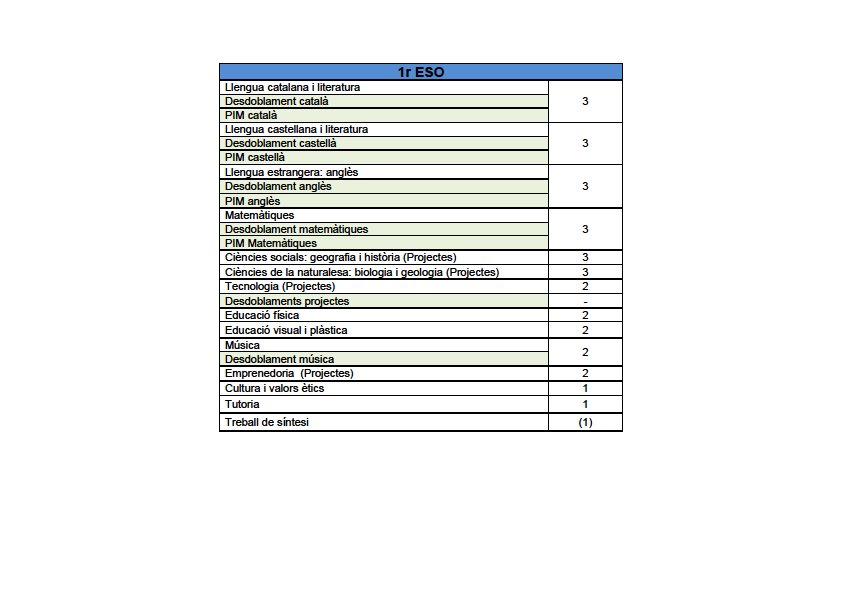 1r ESO
Llengua catalana i literatura
Desdoblament català
3
PIM català
Llengua castellana i literatura
Desdoblament castellà
3
PIM castellà
Llengua estrangera: anglès
Desdoblament anglès
3
PIM anglès
Matemàtiques
Desdoblament matemàtiques
3
PIM Matemàtiques
Ciències socials: geografia i història (Projectes) 3
Ciències de la naturalesa: biologia i geologia (Projectes) 3
Tecnologia (Projectes) 2
Desdoblaments projectes -
Educació física 2
Educació visual i plàstica 2
Música
2
Desdoblament música
Emprenedoria (Projectes) 2
Cultura i valors ètics 1
Tutoria 1
Treball de síntesi (1)